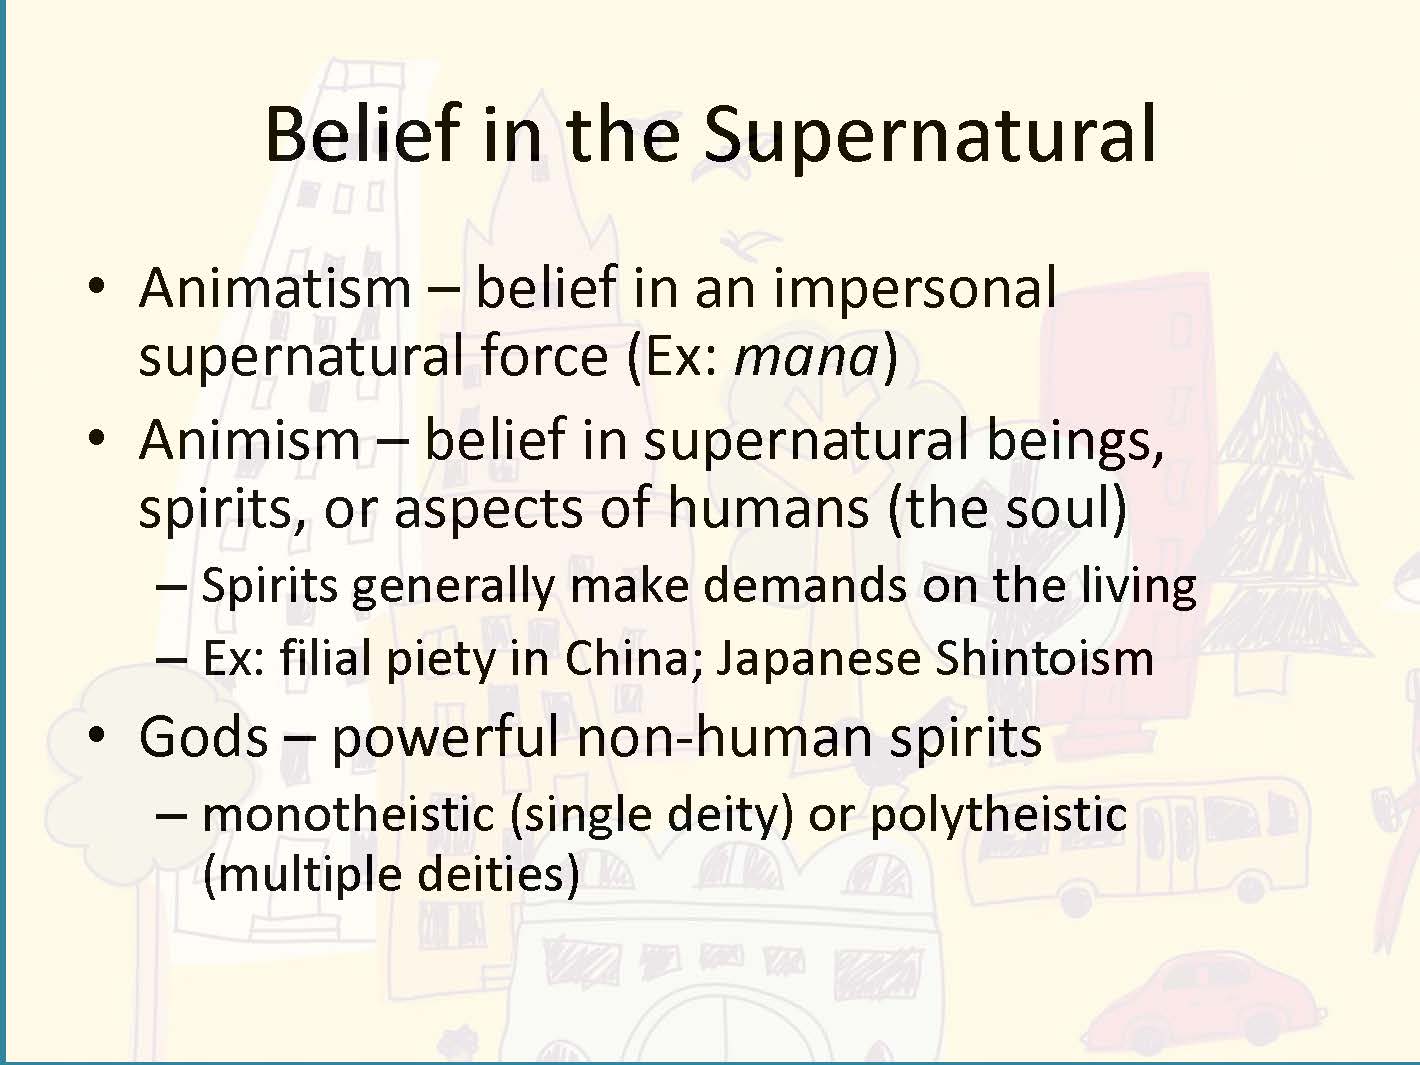 Belief in the Supernatural
• Animatism – belief in an impersonal
supernatural force (Ex: mana)
• Animism – belief in supernatural beings,
spirits, or aspects of humans (the soul)
– Spirits generally make demands on the living
– Ex: filial piety in China; Japanese Shintoism
• Gods – powerful non-human spirits
– monotheistic (single deity) or polytheistic
(multiple deities)